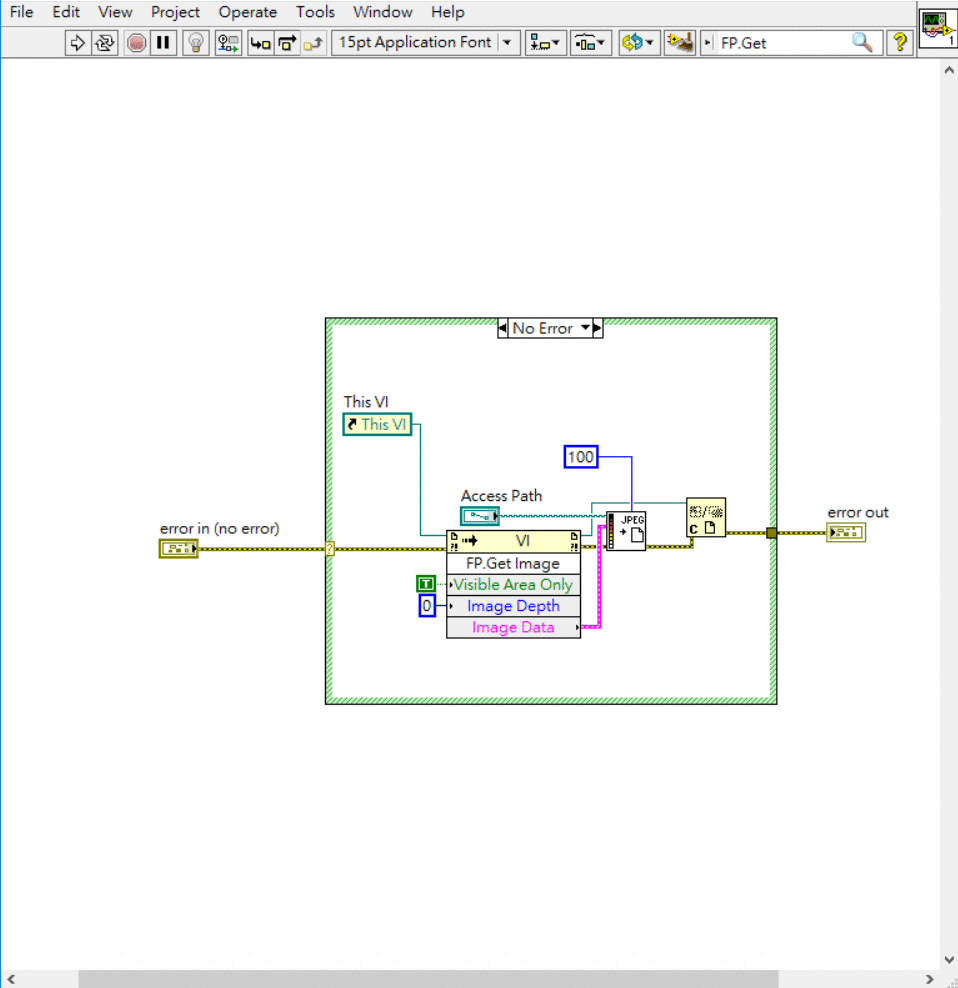 File Edit View Project Operate Tools Window Help
15pt Application Font FP.Get ?
1
No Error
This VI
This VI
100
Access Path
JPEG
C
error out
error in (no error)
?
VI
FP.Get Image
T Visible Area Only
0 Image Depth
Image Data